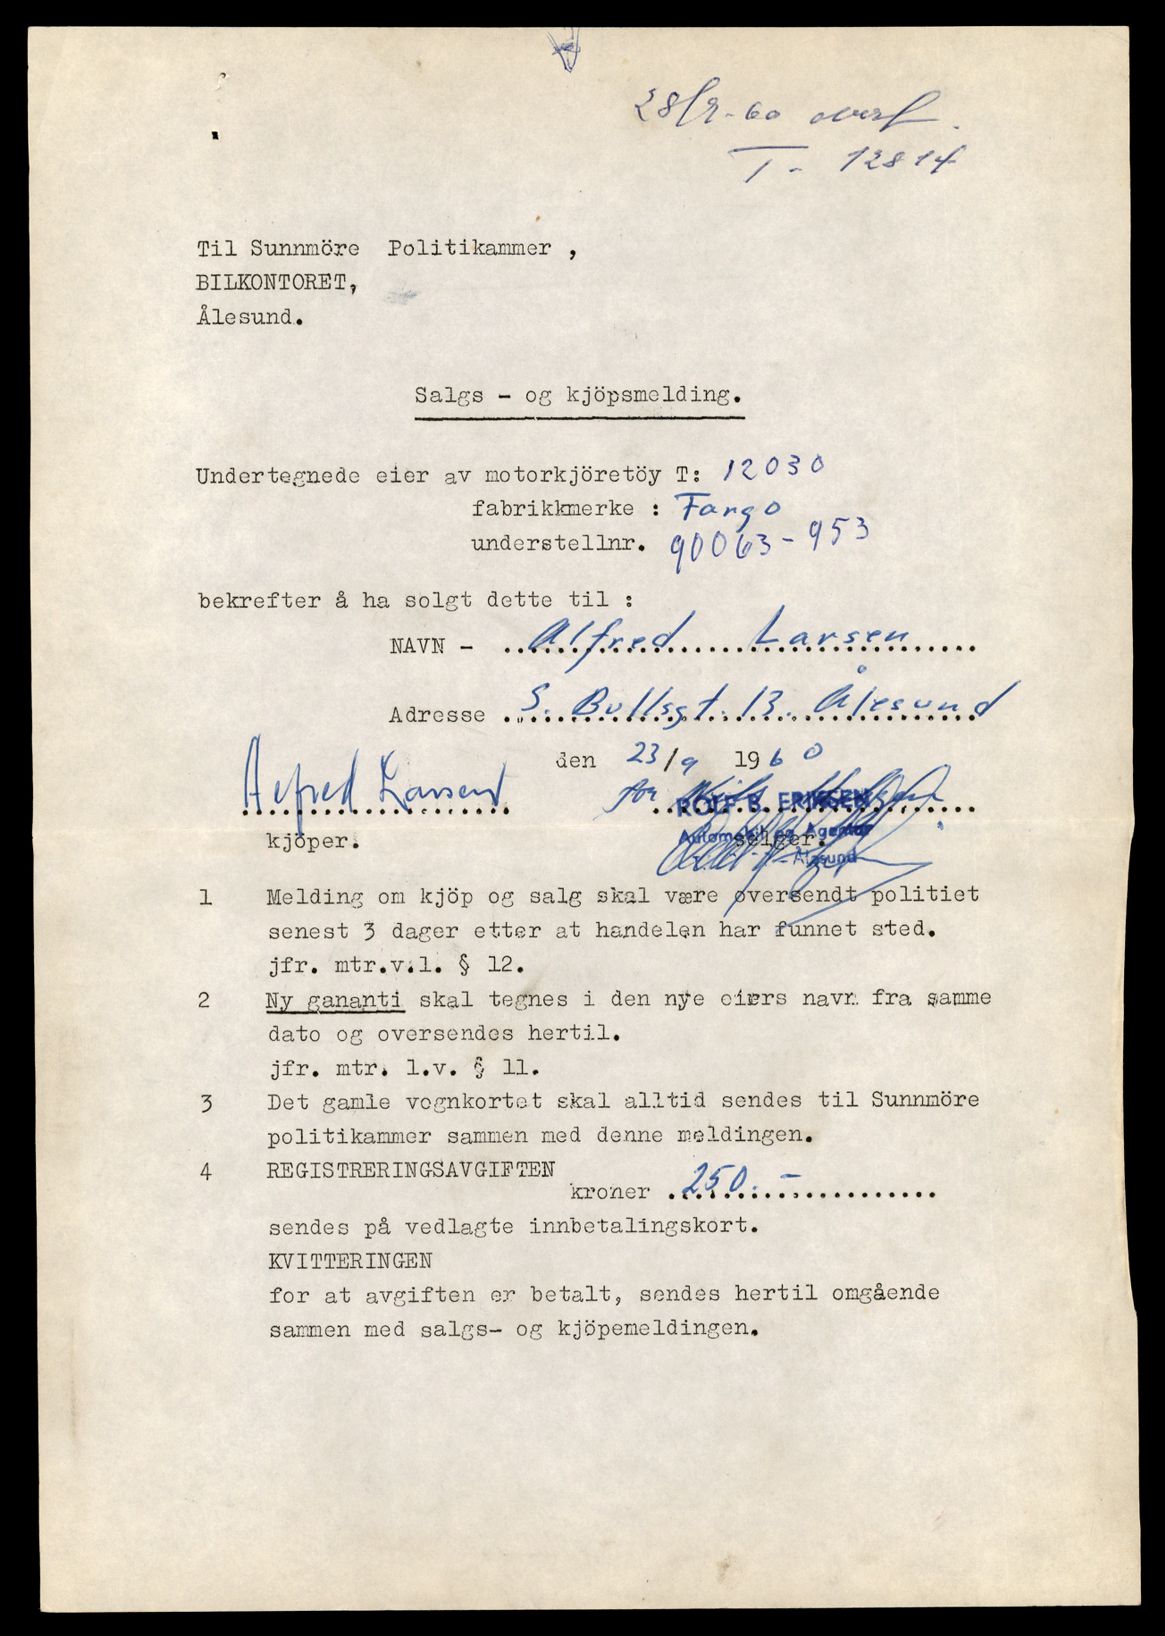 28/9-60 overf.
T- 12814
Til Sunnmöre Politikammer ,
BILKONTORET,
Ålesund.
Salgs - og kjöpsmelding.
Undertegnede eier av motorkjöretöy T: 12030
fabrikkmerke : Fargo
understellnr. 90063-953
bekrefter å ha solgt dette til :
NAVN - Alfred Larsen
Adresse S. Bullsgt. 13. Ålesund
den 23/9 1960
Alfred Larsen for
ROLF B. ERIKSEN
kjöper. selger.
Automobil og Agentur
Ålesund
1 Melding om kjöp og salg skal være oversendt politiet
senest 3 dager etter at handelen har funnet sted.
jfr. mtr.v.l. § 12.
2 Ny gananti skal tegnes i den nye eiers navn fra samme
dato og oversendes hertil.
jfr. mtr. l.v. § 11.
3 Det gamle vognkortet skal alltid sendes til Sunnmöre
politikammer sammen med denne meldingen.
4 REGISTRERINGSAVGIFTEN
kroner 250.-
sendes på vedlagte innbetalingskort.
KVITTERINGEN
for at avgiften er betalt, sendes hertil omgående
sammen med salgs- og kjöpemeldingen.